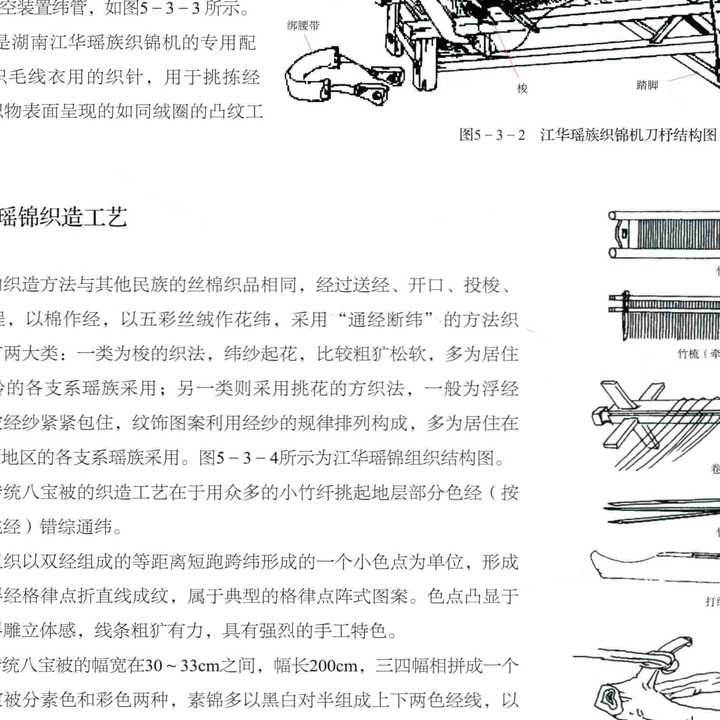 空装置纬管，如图5－3－3 所示。
是湖南江华瑶族织锦机的专用配
织毛线衣用的织针，用于挑拣经
织物表面呈现的如同绒圈的凸纹工
绑腰带
梭
踏脚
图5－3－2 江华瑶族织锦机刀杼结构图
瑶锦织造工艺
织造方法与其他民族的丝棉织品相同，经过送经、开口、投梭、
，以棉作经，以五彩丝绒作花纬，采用“通经断纬”的方法织
两大类：一类为梭的织法，纬纱起花，比较粗犷松软，多为居住
的各支系瑶族采用；另一类则采用挑花的方织法，一般为浮经
经纱紧紧包住，纹饰图案利用经纱的规律排列构成，多为居住在
地区的各支系瑶族采用。图5－3－4所示为江华瑶锦组织结构图。
传统八宝被的织造工艺在于用众多的小竹纤挑起地层部分色经（按
经）错综通纬。
组织以双经组成的等距离短跑跨纬形成的一个小色点为单位，形成
经格律点折直线成纹，属于典型的格律点阵式图案。色点凸显于
浮雕立体感，线条粗犷有力，具有强烈的手工特色。
传统八宝被的幅宽在30～33cm之间，幅长200cm，三四幅相拼成一个
被分素色和彩色两种，素锦多以黑白对半组成上下两色经线，以
竹梳（牵
卷
打